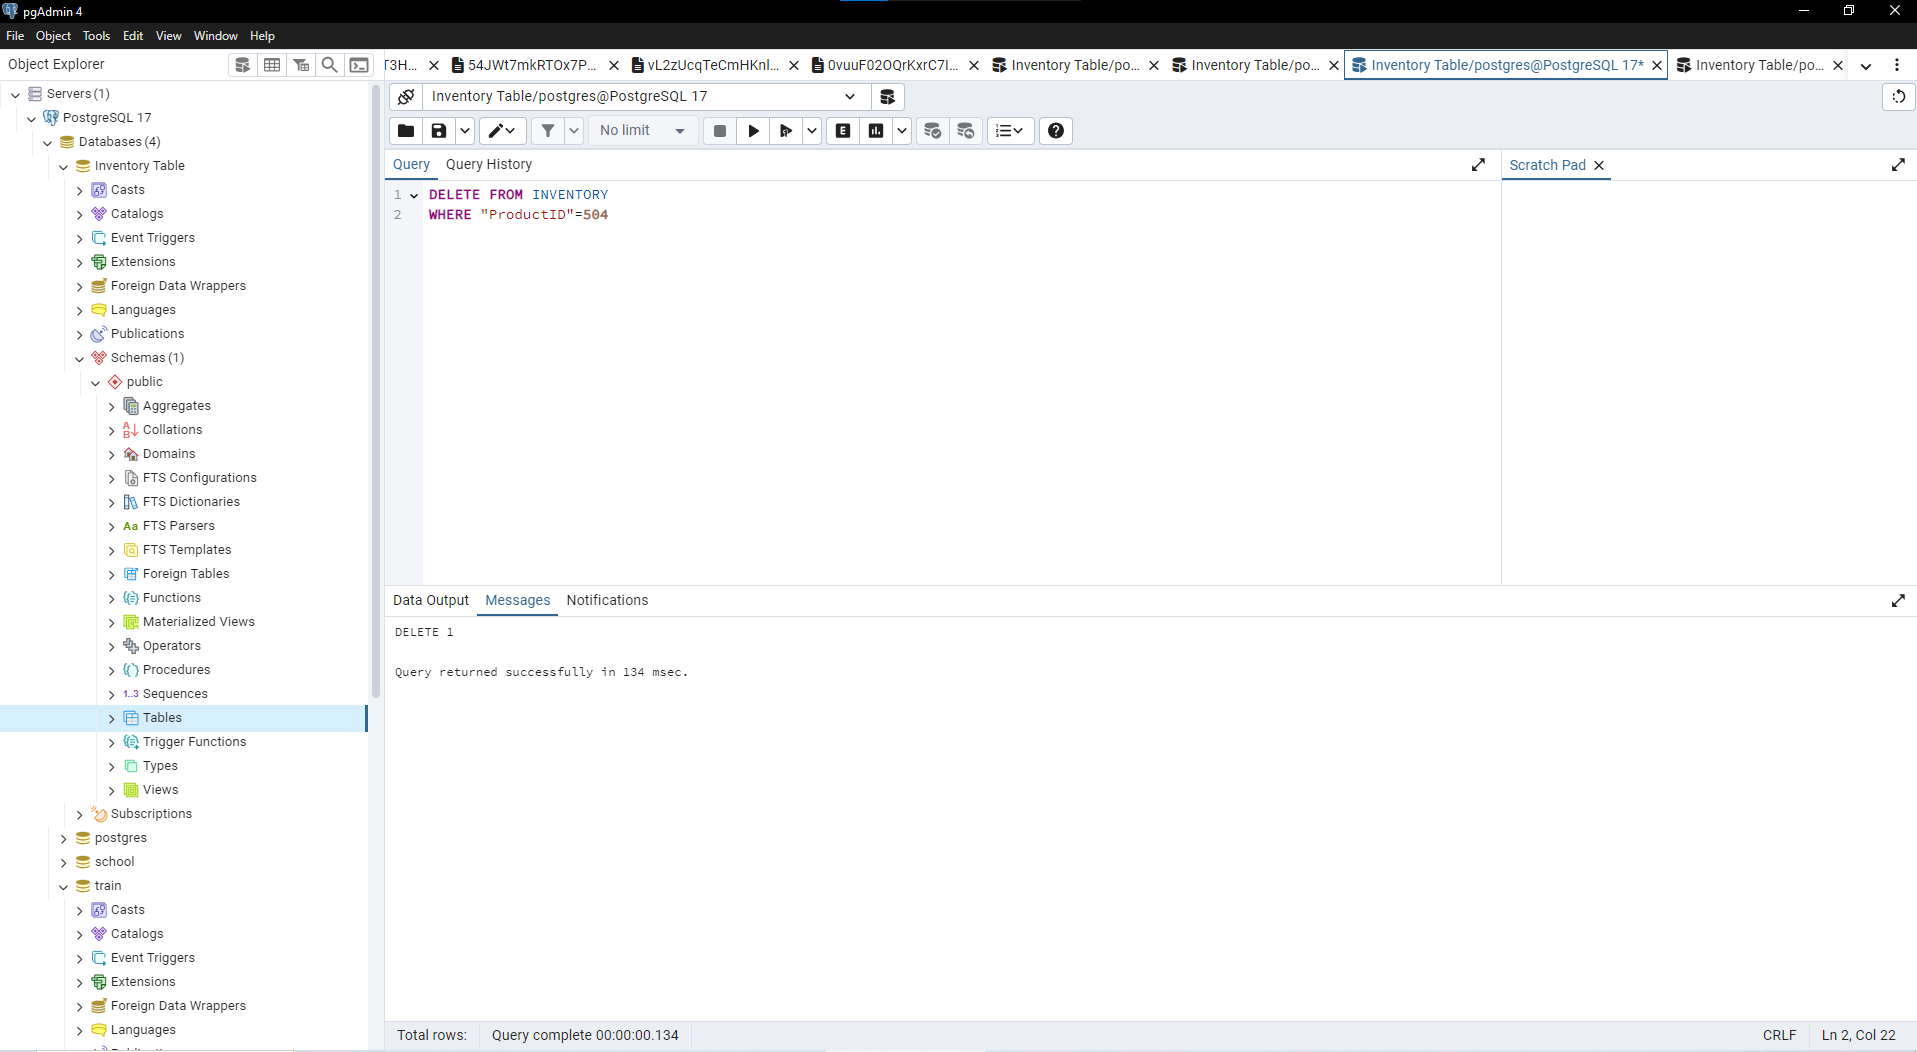 pgAdmin 4
File Object Tools Edit View Window Help
Object Explorer
T3H...
54JWt7mkRTOx7P...
vL2zUcqTeCmHKnl...
0vuuF02OQrKxrC7I...
Inventory Table/po...
Inventory Table/po...
Inventory Table/postgres@PostgreSQL 17*
Inventory Table/po...
Servers (1)
PostgreSQL 17
Databases (4)
Inventory Table
Casts
Catalogs
Event Triggers
Extensions
Foreign Data Wrappers
Languages
Publications
Schemas (1)
public
Aggregates
Collations
Domains
FTS Configurations
FTS Dictionaries
Aa FTS Parsers
FTS Templates
Foreign Tables
Functions
Materialized Views
Operators
Procedures
1..3 Sequences
Tables
Trigger Functions
Types
Views
Subscriptions
postgres
school
train
Casts
Catalogs
Event Triggers
Extensions
Foreign Data Wrappers
Languages
Inventory Table/postgres@PostgreSQL 17
No limit
E
Query Query History
Scratch Pad
1 DELETE FROM INVENTORY
2 WHERE "ProductID"=504
Data Output Messages Notifications
DELETE 1
Query returned successfully in 134 msec.
Total rows: Query complete 00:00:00.134
CRLF Ln 2, Col 22